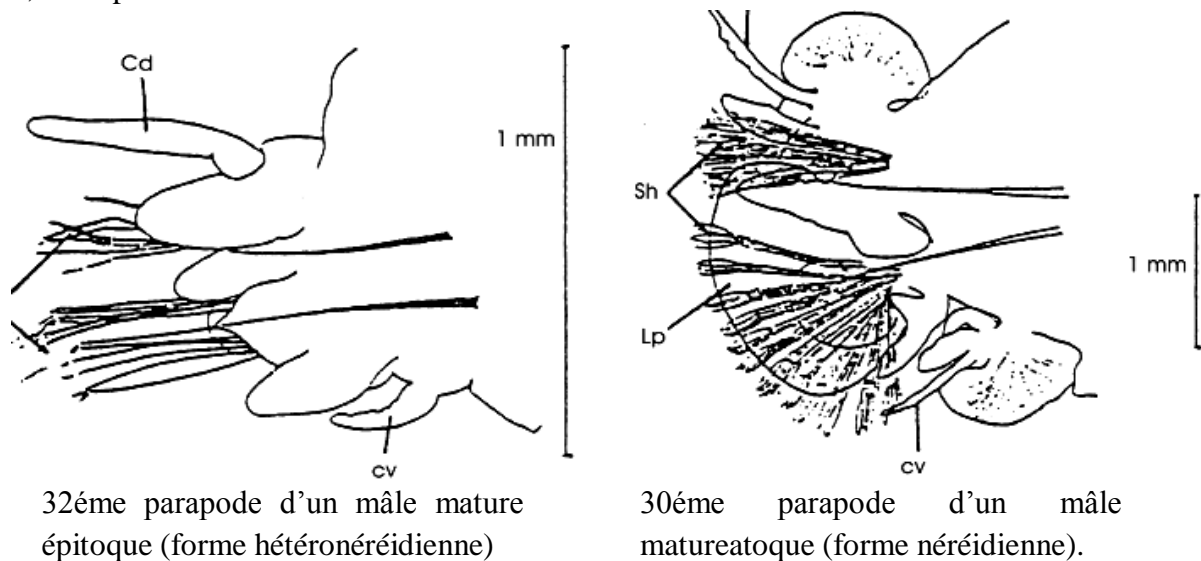 Cd
1 mm
cv
Sh
Lp
1 mm
cv
32éme parapode d'un mâle mature
épitoque (forme hétéronéréidienne)
30éme parapode d'un mâle
matureatoque (forme néréidienne).